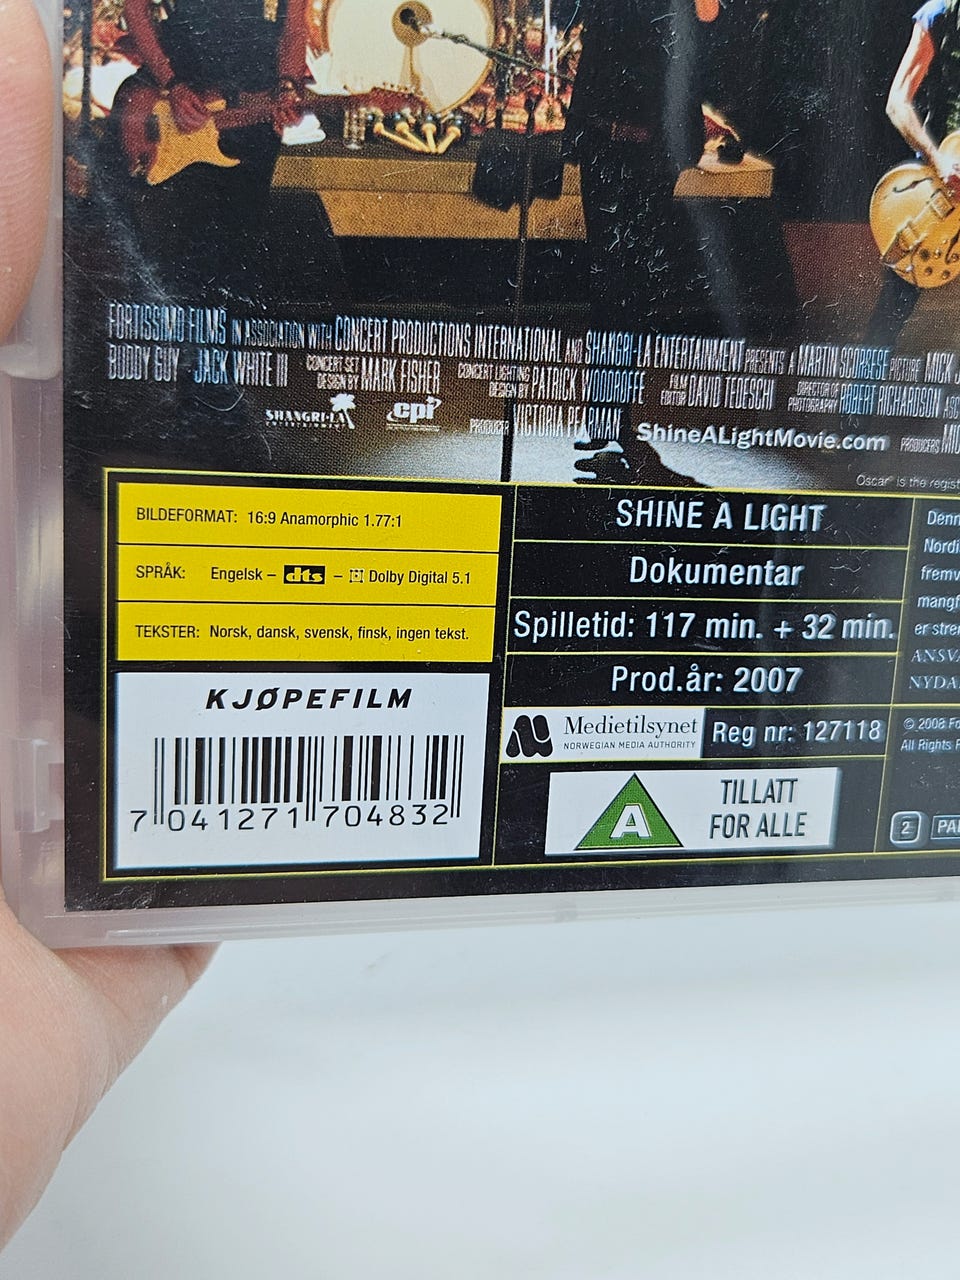 FORTISSIMO FILMS IN ASSOCIATION WITH CONCERT PRODUCTIONS INTERNATIONAL AND SHANGRI-LA ENTERTAINMENT PRESENTS A MARTIN SCORSESE PICTURE MICK
BUDDY GUY JACK WHITE III CONCERT SET DESIGN BY MARK FISHER CONCERT LIGHTING DESIGN BY PATRICK WOODROFFE FILM EDITOR DAVID TEDESCHI DIRECTOR OF PHOTOGRAPHY ROBERT RICHARDSON ASC
SHANGRI-LA ENTERTAINMENT cpi PRODUCER VICTORIA PEARMAN ShineALightMovie.com PRODUCERS
Oscar® is the regist
BILDEFORMAT: 16:9 Anamorphic 1.77:1
SPRÅK: Engelsk – dts – Dolby Digital 5.1
TEKSTER: Norsk, dansk, svensk, finsk, ingen tekst.
KJØPEFILM
7 041271 704832
SHINE A LIGHT
Dokumentar
Spilletid: 117 min. + 32 min.
Prod.år: 2007
Medietilsynet
NORWEGIAN MEDIA AUTHORITY
Reg nr: 127118
A TILLATT
FOR ALLE
Denn
Nordi
fremv
mangf
er stre
ANSVA
NYDA
© 2008 Fo
All Rights R
2 PAL